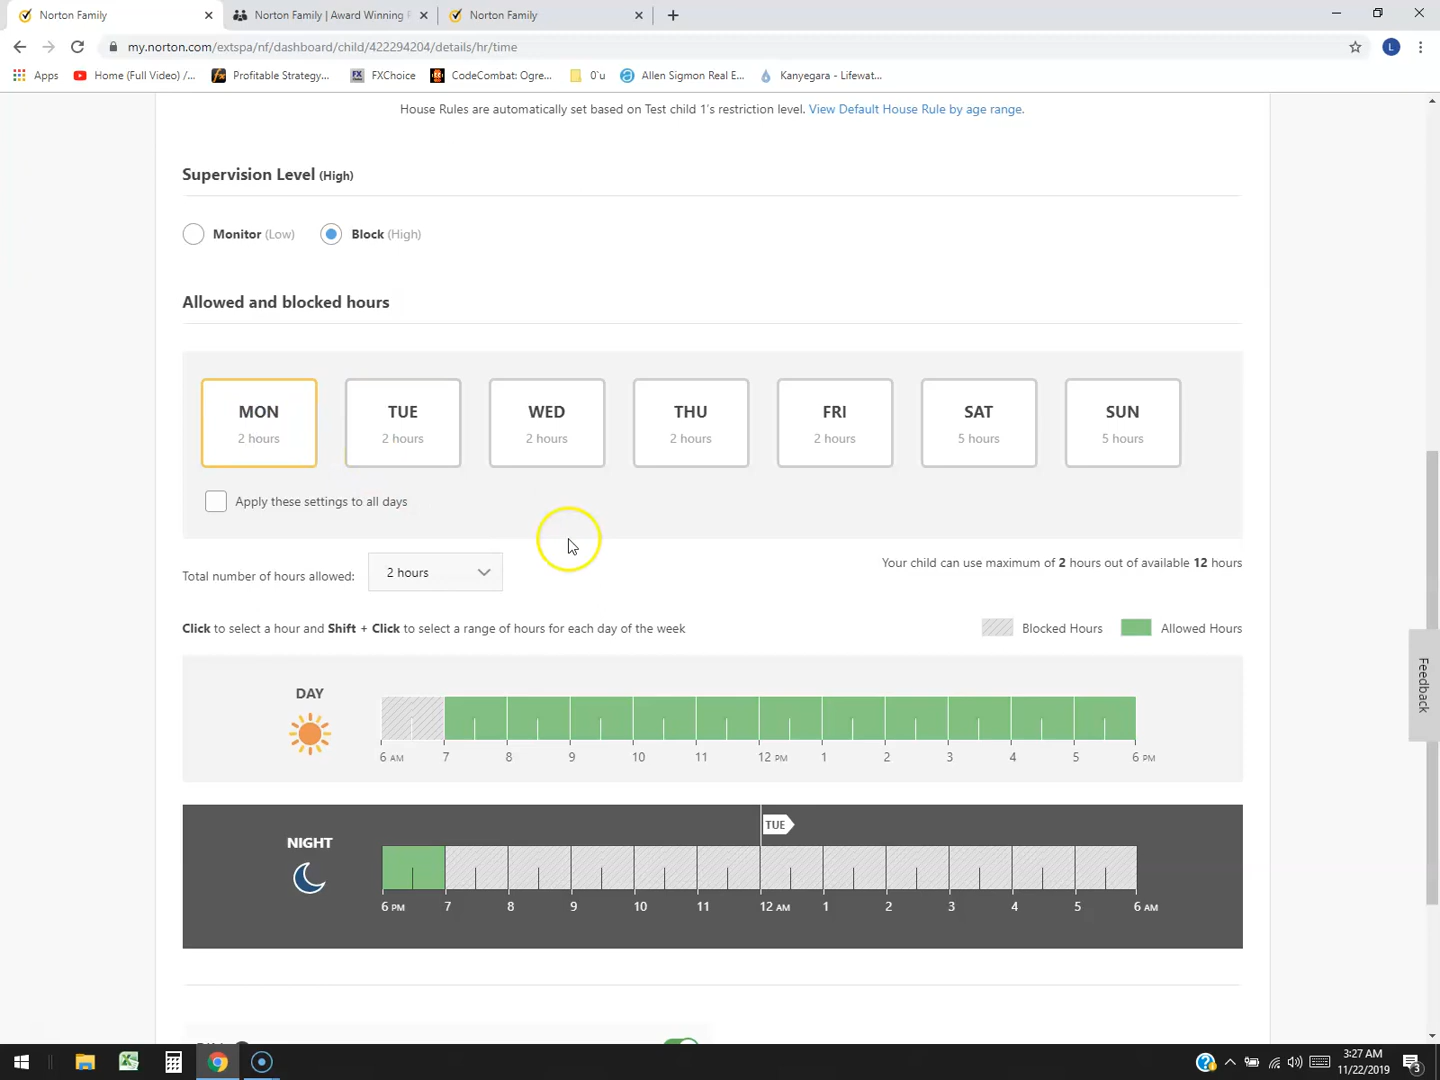 Norton Family
Norton Family | Award Winning
Norton Family
my.norton.com/extspa/nf/dashboard/child/422294204/details/hr/time
Apps
Home (Full Video) /...
Profitable Strategy...
FXChoice
CodeCombat: Ogre...
0`u
Allen Sigmon Real E...
Kanyegara - Lifewat...
House Rules are automatically set based on Test child 1's restriction level. View Default House Rule by age range.
Supervision Level (High)
Monitor (Low)
Block (High)
Allowed and blocked hours
MON TUE WED THU FRI SAT SUN
2 hours 2 hours 2 hours 2 hours 2 hours 5 hours 5 hours
Apply these settings to all days
Total number of hours allowed: 2 hours
Your child can use maximum of 2 hours out of available 12 hours
Click to select a hour and Shift + Click to select a range of hours for each day of the week
Blocked Hours
Allowed Hours
Feedback
DAY
6 AM 7 8 9 10 11 12 PM 1 2 3 4 5 6 PM
TUE
NIGHT
6 PM 7 8 9 10 11 12 AM 1 2 3 4 5 6 AM
3:27 AM
11/22/2019
3